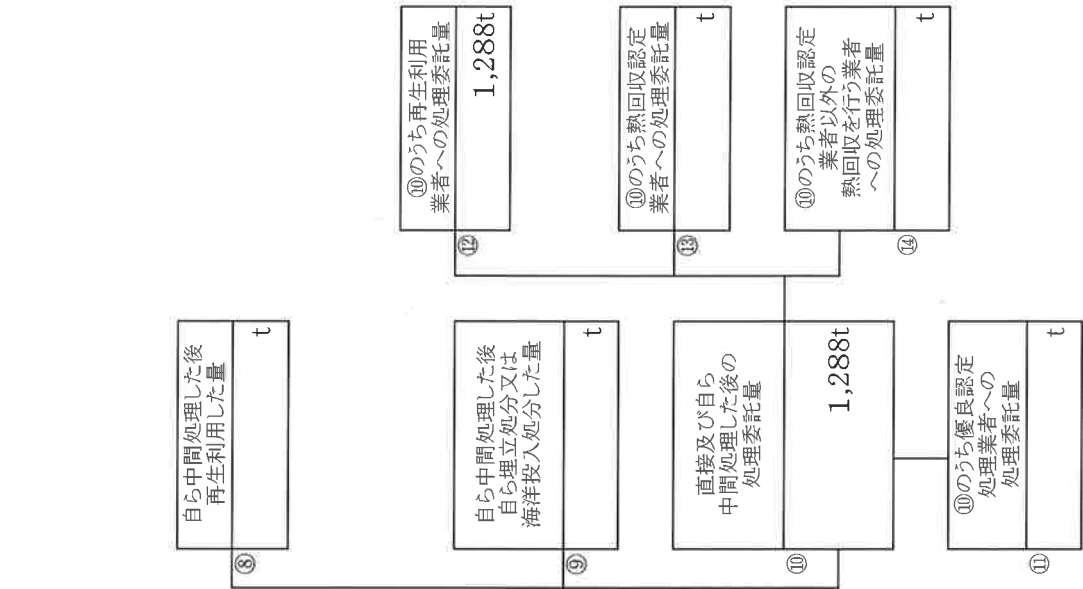 ⑧
自ら中間処理した後
再生利用した量
t
⑨
自ら中間処理した後
自ら埋立処分又は
海洋投入処分した量
t
⑩
直接及び自ら
中間処理した後の
処理委託量
1,288t
⑪
⑩のうち優良認定
処理業者への
処理委託量
t
⑫
⑩のうち再生利用
業者への処理委託量
1,288t
⑬
⑩のうち熱回収認定
業者への処理委託量
t
⑭
⑩のうち熱回収認定
業者以外の
熱回収を行う業者
への処理委託量
t